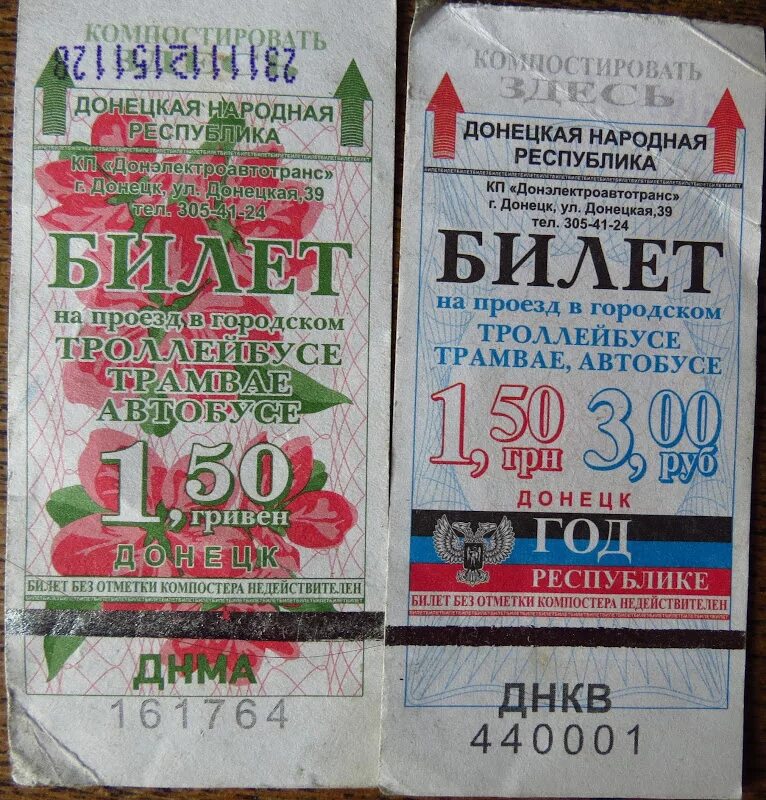 КОМПОСТИРОВАТЬ
ДОНЕЦКАЯ НАРОДНАЯ
РЕСПУБЛИКА
КП «Донэлектроавтотранс»
г. Донецк, ул. Донецкая,39
тел. 305-41-24
БИЛЕТ
на проезд в городском
ТРОЛЛЕЙБУСЕ
ТРАМВАЕ
АВТОБУСЕ
1,50
гривен
ДОНЕЦК
БИЛЕТ БЕЗ ОТМЕТКИ КОМПОСТЕРА НЕДЕЙСТВИТЕЛЕН
ДНМА
161764
КОМПОСТИРОВАТЬ
ЗДЕСЬ
ДОНЕЦКАЯ НАРОДНАЯ
РЕСПУБЛИКА
КП «Донэлектроавтотранс»
г. Донецк, ул. Донецкая,39
тел. 305-41-24
БИЛЕТ
на проезд в городском
ТРОЛЛЕЙБУСЕ
ТРАМВАЕ, АВТОБУСЕ
1,50 грн 3,00 руб
ДОНЕЦК
ГОД
РЕСПУБЛИКЕ
БИЛЕТ БЕЗ ОТМЕТКИ КОМПОСТЕРА НЕДЕЙСТВИТЕЛЕН
ДНКВ
440001